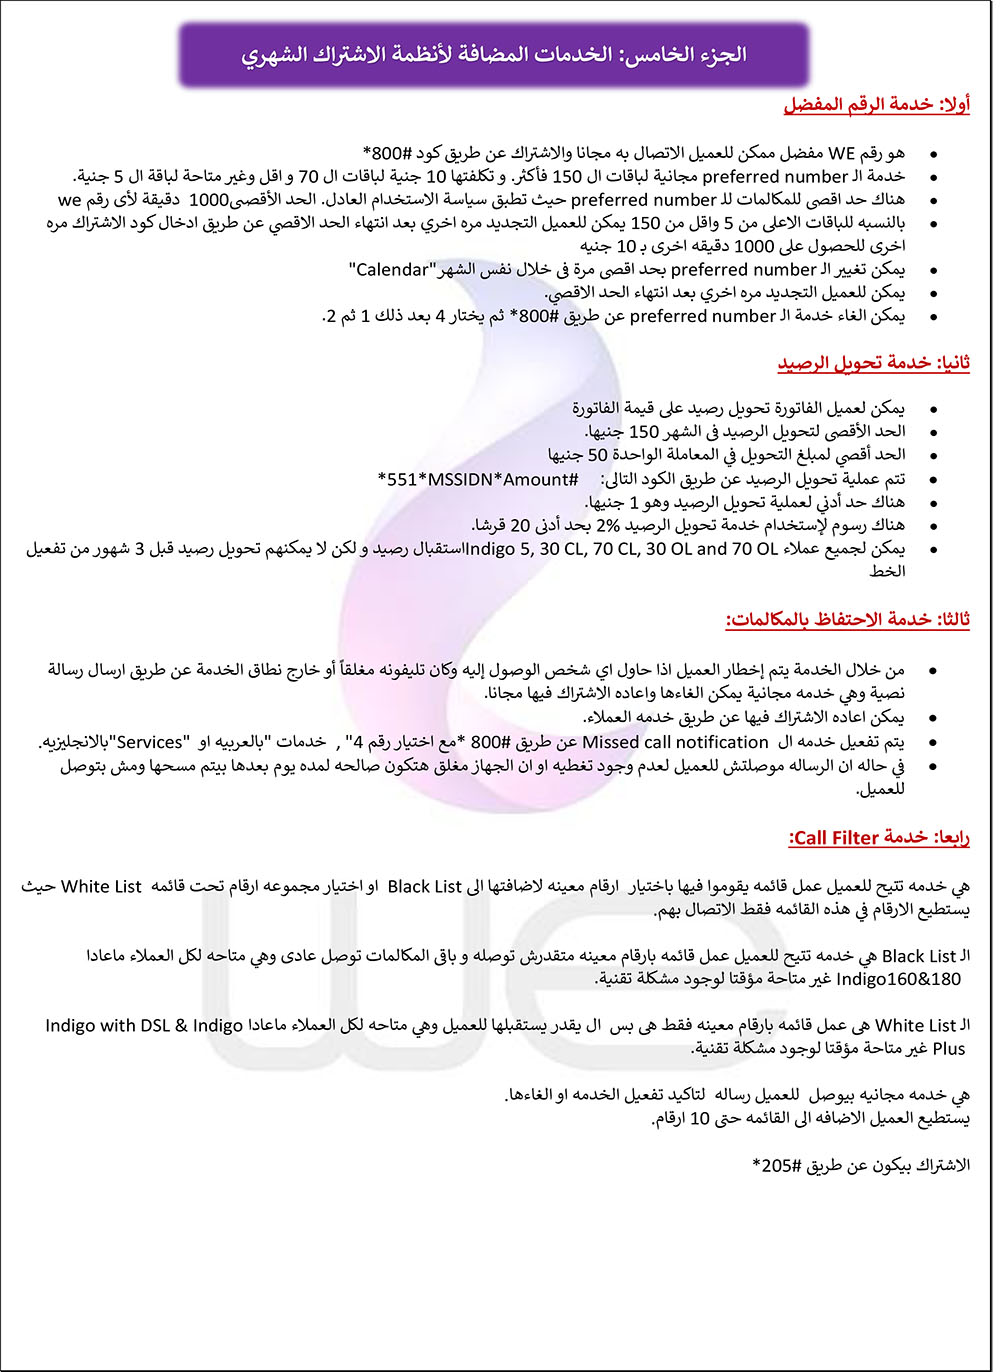 الجزء الخامس: الخدمات المضافة لأنظمة الاشتراك الشهري
أولا: خدمة الرقم المفضل
• هو رقم WE مفضل ممكن للعميل الاتصال به مجانا والاشتراك عن طريق كود #800*
• خدمة الـ preferred number مجانية لباقات ال 150 فأكثر. و تكلفتها 10 جنية لباقات ال 70 و اقل وغير متاحة لباقة ال 5 جنية.
• هناك حد اقصى للمكالمات للـ preferred number حيث تطبق سياسة الاستخدام العادل. الحد الأقصى1000 دقيقة لأى رقم we
• بالنسبه للباقات الاعلى من 5 واقل من 150 يمكن للعميل التجديد مره اخري بعد انتهاء الحد الاقصي عن طريق ادخال كود الاشتراك مره
اخرى للحصول على 1000 دقيقه اخرى بـ 10 جنيه
• يمكن تغيير الـ preferred number بحد اقصى مرة فى خلال نفس الشهر"Calendar"
• يمكن للعميل التجديد مره اخري بعد انتهاء الحد الاقصي.
• يمكن الغاء خدمة الـ preferred number عن طريق #800* ثم يختار 4 بعد ذلك 1 ثم 2.
ثانيا: خدمة تحويل الرصيد
• يمكن لعميل الفاتورة تحويل رصيد على قيمة الفاتورة
• الحد الأقصى لتحويل الرصيد فى الشهر 150 جنيها.
• الحد أقصي لمبلغ التحويل في المعاملة الواحدة 50 جنيها
• تتم عملية تحويل الرصيد عن طريق الكود التالى: *551*MSSIDN*Amount#
• هناك حد أدني لعملية تحويل الرصيد وهو 1 جنيها.
• هناك رسوم لإستخدام خدمة تحويل الرصيد 2% بحد أدنى 20 قرشا.
• يمكن لجميع عملاء Indigo 5, 30 CL, 70 CL, 30 OL and 70 OLاستقبال رصيد و لكن لا يمكنهم تحويل رصيد قبل 3 شهور من تفعيل
الخط
ثالثا: خدمة الاحتفاظ بالمكالمات:
• من خلال الخدمة يتم إخطار العميل اذا حاول اي شخص الوصول إليه وكان تليفونه مغلقاً أو خارج نطاق الخدمة عن طريق ارسال رسالة
نصية وهي خدمه مجانية يمكن الغاءها واعاده الاشتراك فيها مجانا.
• يمكن اعاده الاشتراك فيها عن طريق خدمه العملاء.
• يتم تفعيل خدمه ال Missed call notification عن طريق #800 *مع اختيار رقم 4" , خدمات "بالعربيه او "Services"بالانجليزيه.
• في حاله ان الرساله موصلتش للعميل لعدم وجود تغطيه او ان الجهاز مغلق هتكون صالحه لمده يوم بعدها بيتم مسحها ومش بتوصل
للعميل.
رابعا: خدمة Call Filter:
هي خدمه تتيح للعميل عمل قائمه يقوموا فيها باختيار ارقام معينه لاضافتها الى Black List او اختيار مجموعه ارقام تحت قائمه White List حيث
يستطيع الارقام في هذه القائمه فقط الاتصال بهم.
الـ Black List هي خدمه تتيح للعميل عمل قائمه بارقام معينه متقدرش توصله و باقى المكالمات توصل عادى وهي متاحه لكل العملاء ماعادا
Indigo160&180 غير متاحة مؤقتا لوجود مشكلة تقنية.
الـ White List هى عمل قائمه بارقام معينه فقط هى بس ال يقدر يستقبلها للعميل وهي متاحه لكل العملاء ماعادا Indigo with DSL & Indigo
Plus غير متاحة مؤقتا لوجود مشكلة تقنية.
هي خدمه مجانيه بيوصل للعميل رساله لتاكيد تفعيل الخدمه او الغاءها.
يستطيع العميل الاضافه الى القائمه حتى 10 ارقام.
الاشتراك بيكون عن طريق #205*
we